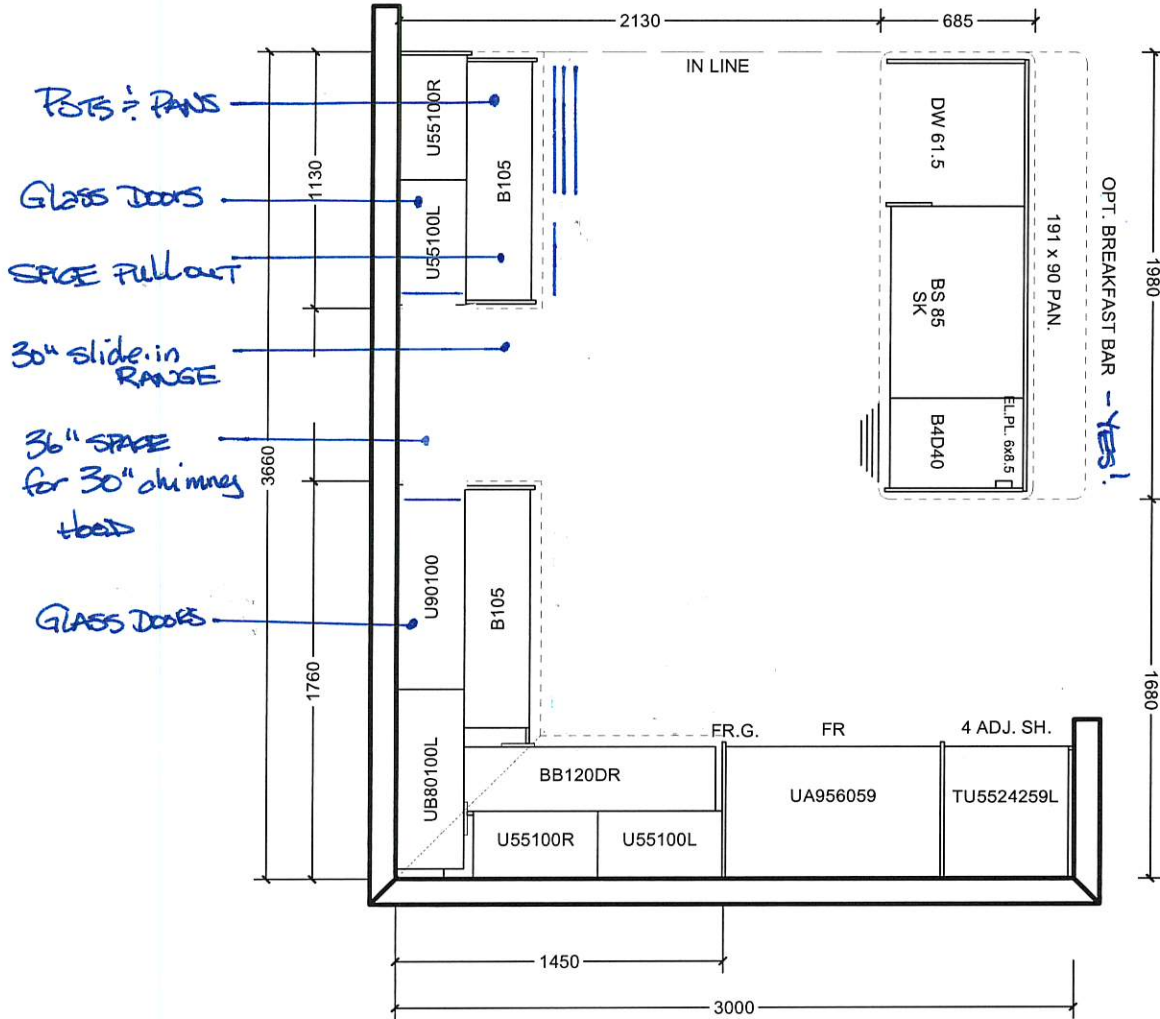 2130
685
IN LINE
POTS & PANS
U55100R
B105
DW 61.5
1130
Glass Doors
U55100L
SPICE PULL out
OPT. BREAKFAST BAR - YES!
191 x 90 PAN.
1980
BS 85
SK
30" slide.in
RANGE
36" SPACE
for 30" chimney
HOOD
3660
EL.PL. 6x8.5
B4D40
U90100
B105
GLASS DOORS
1760
1680
FR.G.
FR
4 ADJ. SH.
UB80100L
BB120DR
UA956059
TU5524259L
U55100R
U55100L
1450
3000